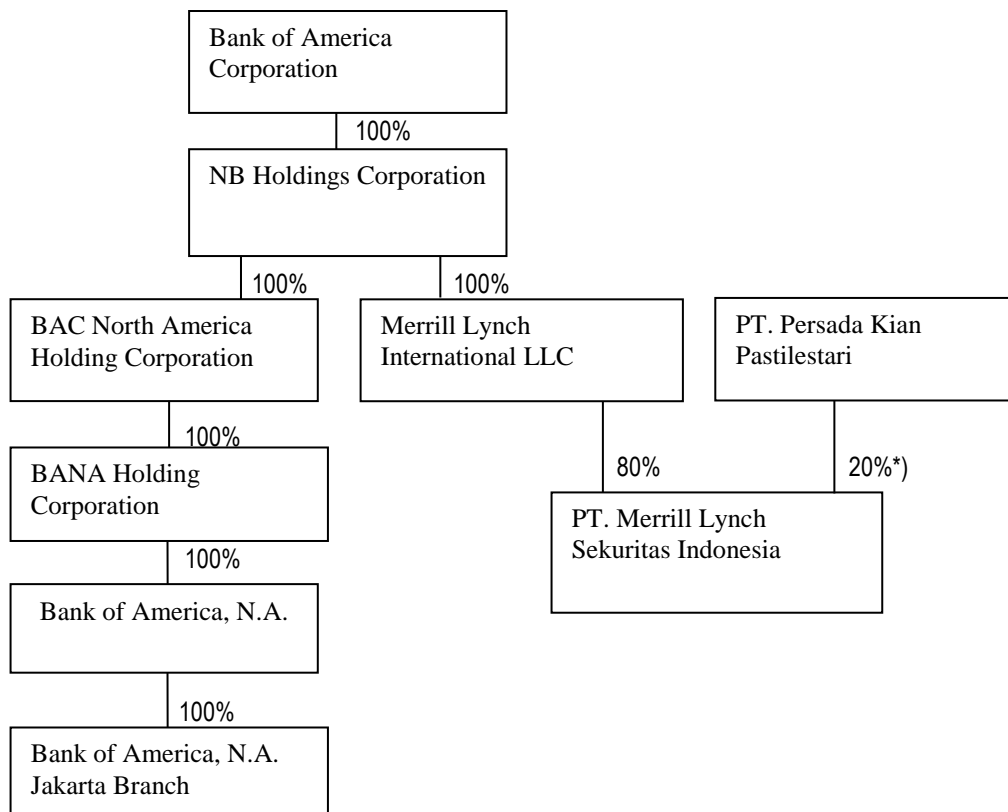 Bank of America
Corporation
100%
NB Holdings Corporation
100%
100%
BAC North America
Holding Corporation
Merrill Lynch
International LLC
PT. Persada Kian
Pastilestari
100%
80%
20%*)
BANA Holding
Corporation
PT. Merrill Lynch
Sekuritas Indonesia
100%
Bank of America, N.A.
100%
Bank of America, N.A.
Jakarta Branch